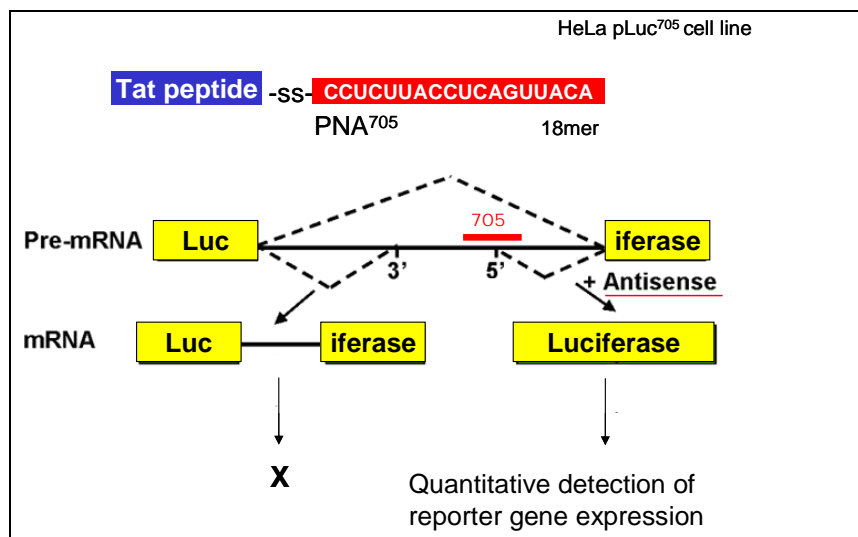 HeLa pLuc⁷⁰⁵ cell line
Tat peptide -ss- CCUCUUACCUCAGUUACA
PNA⁷⁰⁵ 18mer
705
Pre-mRNA Luc iferase
3’ 5’
+ Antisense
mRNA Luc iferase Luciferase
X
Quantitative detection of
reporter gene expression